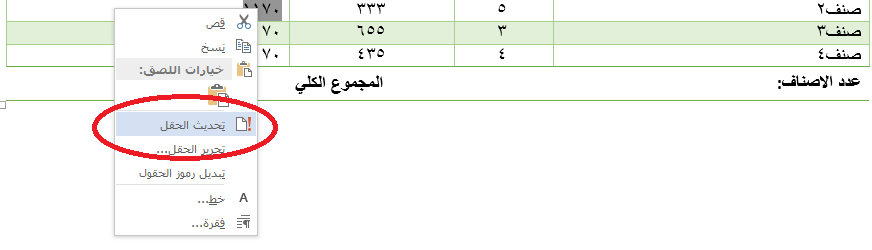 صنف٢ ٥ ٣٣٣ ١١٧٠
صنف٣ ٣ ٦٥٥ ٧٠
صنف٤ ٤ ٤٣٥ ٧٠
عدد الاصناف: المجموع الكلي
قص
نسخ
خيارات اللصق:
تحديث الحقل
تحرير الحقل...
تبديل رموز الحقول
خط...
فقرة...